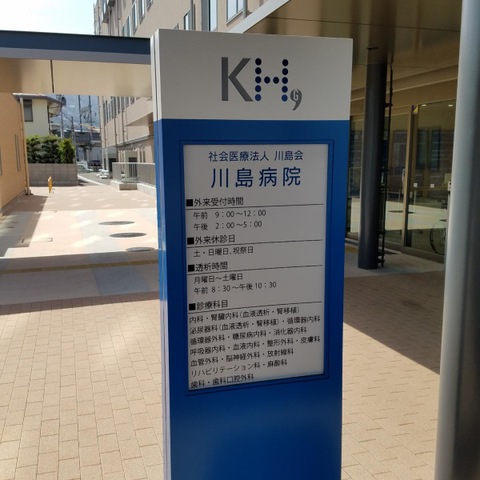 KH
社会医療法人 川島会
川島病院
■外来受付時間
午前 9:00〜12:00
午後 2:00〜5:00
■外来休診日
土・日曜日、祝祭日
■透析時間
月曜日〜土曜日
午前 8:30〜午後10:30
■診療科目
内科・腎臓内科(血液透析・腎移植)
泌尿器科(血液透析・腎移植)・循環器内科
循環器外科・糖尿病内科・消化器内科
呼吸器内科・血液内科・整形外科・皮膚科
血管外科・脳神経外科・放射線科
リハビリテーション科・麻酔科
歯科・歯科口腔外科